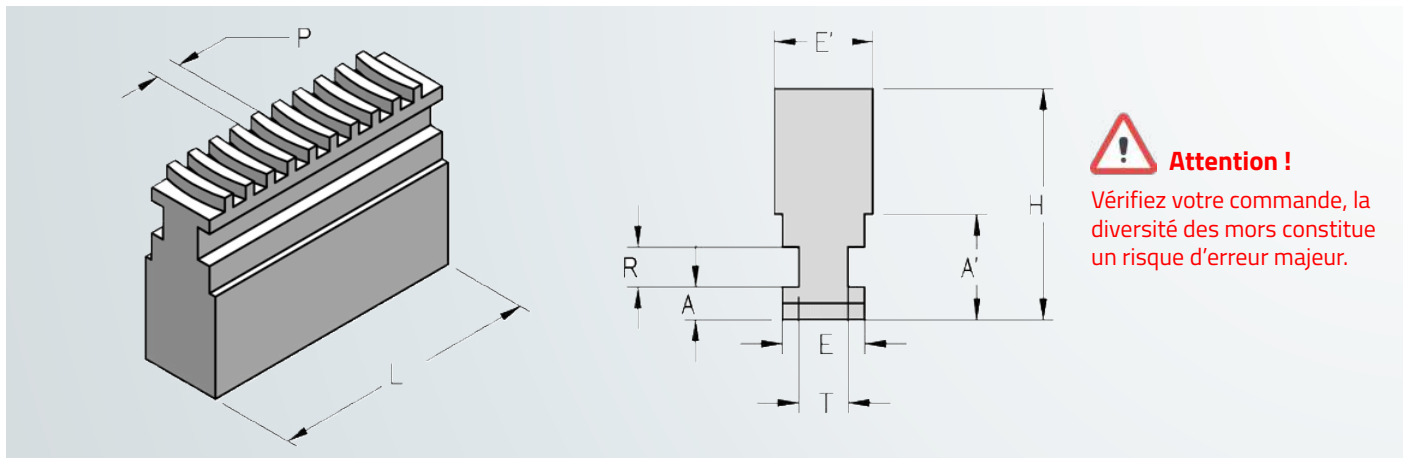 P
E'
H
Attention !
Vérifiez votre commande, la
diversité des mors constitue
un risque d'erreur majeur.
R
A'
A
E
L
T